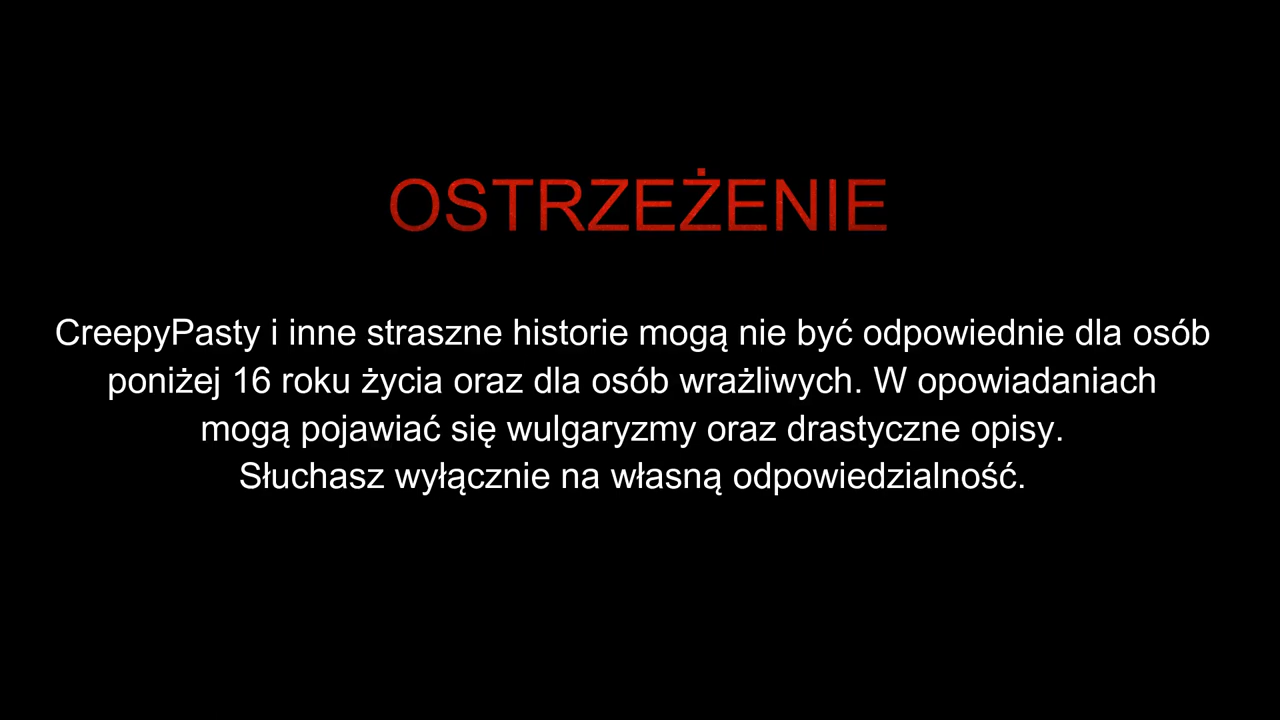 OSTRZEŻENIE
CreepyPasty i inne straszne historie mogą nie być odpowiednie dla osób
poniżej 16 roku życia oraz dla osób wrażliwych. W opowiadaniach
mogą pojawiać się wulgaryzmy oraz drastyczne opisy.
Słuchasz wyłącznie na własną odpowiedzialność.